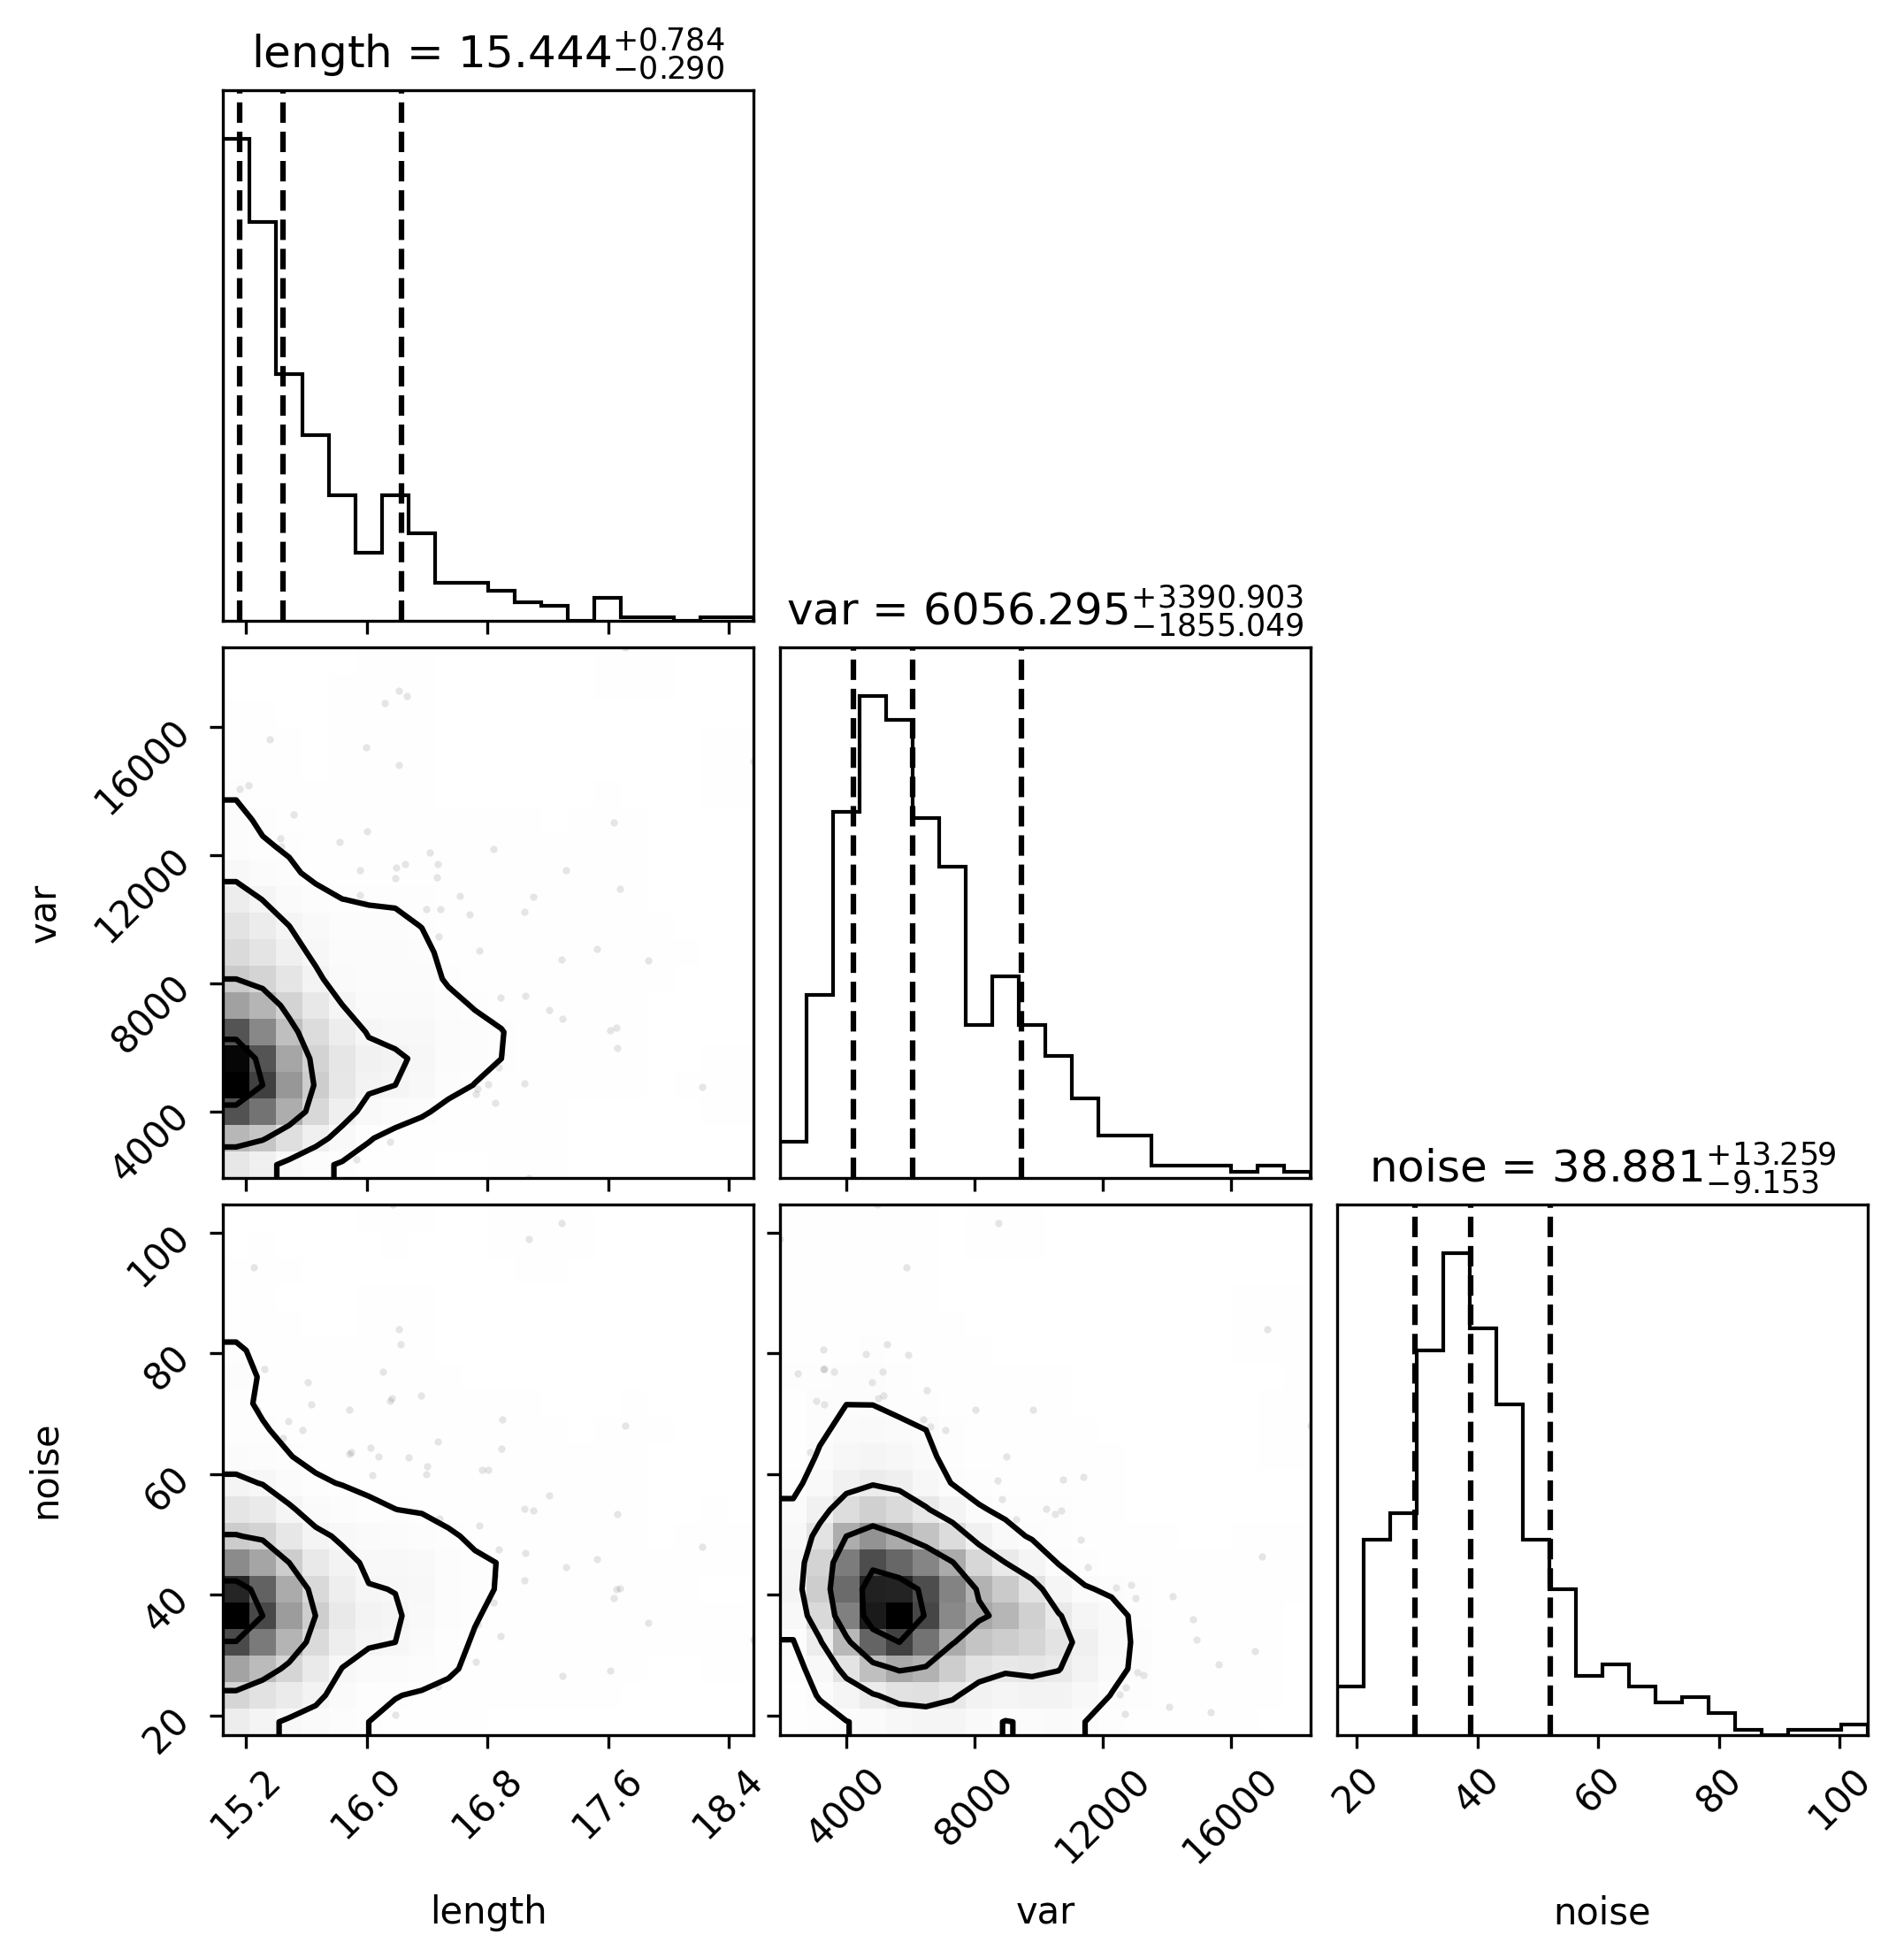 length = 15.444+0.784−0.290
var = 6056.295+3390.903−1855.049
16000
12000
8000
4000
var
noise = 38.881+13.259−9.153
100
80
60
40
20
noise
15.2 16.0 16.8 17.6 18.4 4000 8000 12000 16000 20 40 60 80 100
length var noise